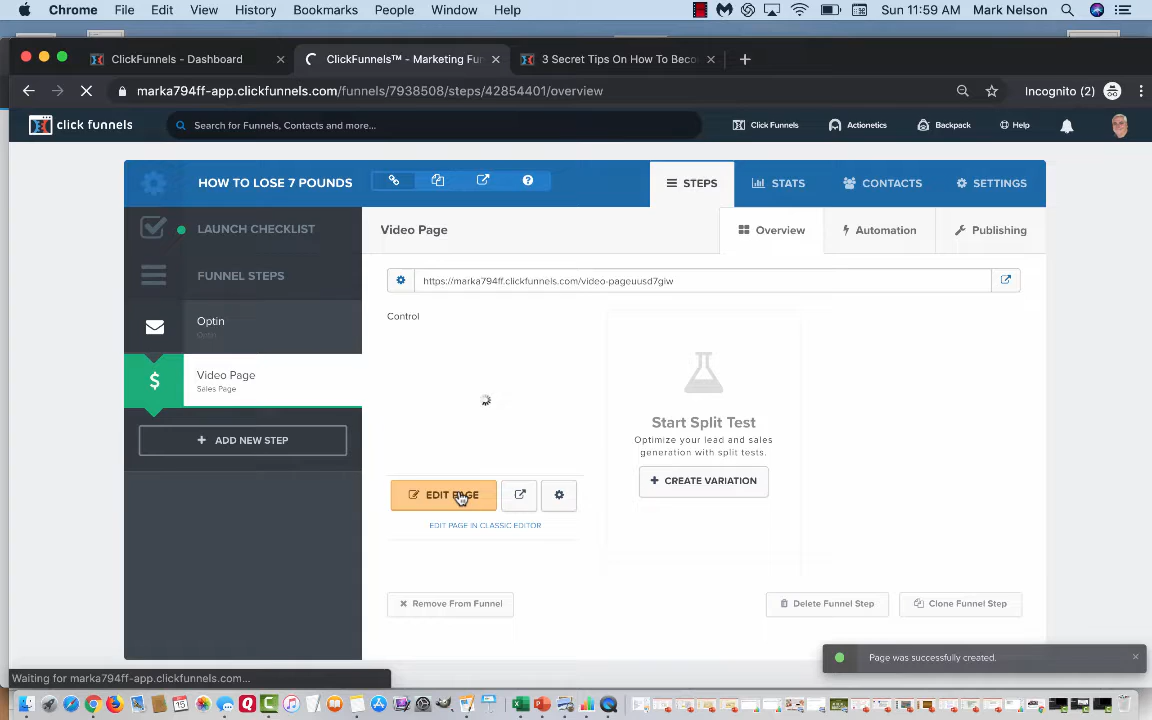 Chrome File Edit View History Bookmarks People Window Help Sun 11:59 AM Mark Nelson
ClickFunnels - Dashboard × ClickFunnels™ - Marketing Fun × 3 Secret Tips On How To Beco × +
marka794ff-app.clickfunnels.com/funnels/7938508/steps/42854401/overview Incognito (2)
click funnels Search for Funnels, Contacts and more... Click Funnels Actionetics Backpack Help
HOW TO LOSE 7 POUNDS STEPS STATS CONTACTS SETTINGS
LAUNCH CHECKLIST Video Page Overview Automation Publishing
FUNNEL STEPS
https://marka794ff.clickfunnels.com/video-pageuusd7giw
Control
Optin
Optin
Video Page
Sales Page
ADD NEW STEP
Start Split Test
Optimize your lead and sales
generation with split tests.
CREATE VARIATION
EDIT PAGE
EDIT PAGE IN CLASSIC EDITOR
Remove From Funnel Delete Funnel Step Clone Funnel Step
Page was successfully created.
Waiting for marka794ff-app.clickfunnels.com...